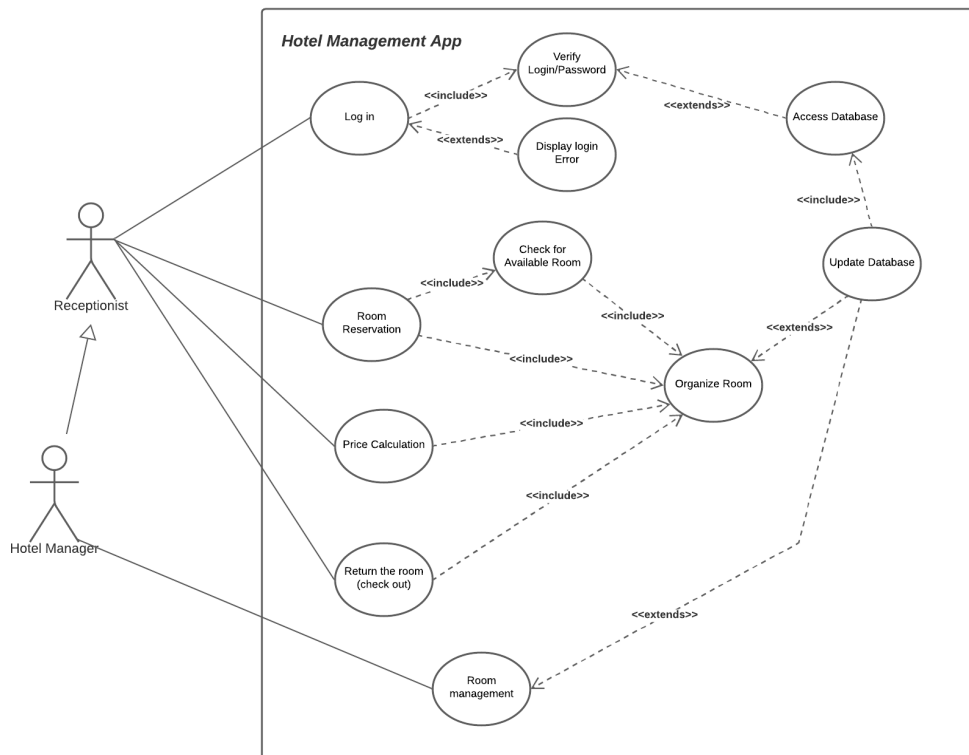 Hotel Management App
Verify
Login/Password
<<include>>
Log in
<<extends>>
Access Database
<<extends>>
Display login
Error
<<include>>
Receptionist
Check for
Available Room
Update Database
<<include>>
Room
Reservation
<<include>>
<<extends>>
<<include>>
Organize Room
Price Calculation
<<include>>
Hotel Manager
<<include>>
Return the room
(check out)
<<extends>>
Room
management